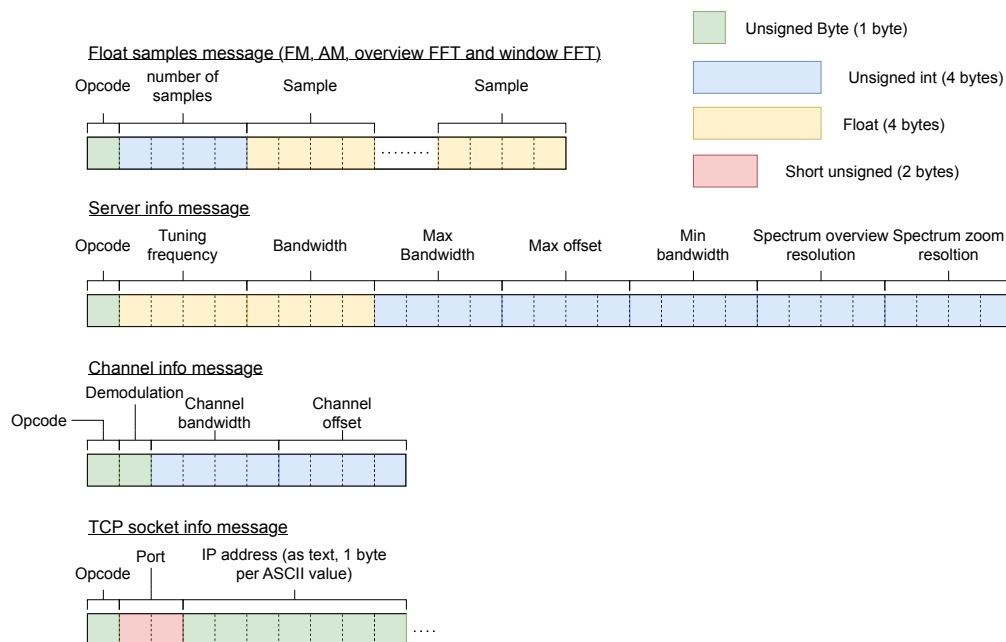 Float samples message (FM, AM, overview FFT and window FFT)
Opcode
number of
samples
Sample
Sample
........
Unsigned Byte (1 byte)
Unsigned int (4 bytes)
Float (4 bytes)
Short unsigned (2 bytes)
Server info message
Opcode
Tuning
frequency
Bandwidth
Max
Bandwidth
Max offset
Min
bandwidth
Spectrum overview
resolution
Spectrum zoom
resoltion
Channel info message
Opcode
Demodulation
Channel
bandwidth
Channel
offset
TCP socket info message
Opcode
Port
IP address (as text, 1 byte
per ASCII value)
....